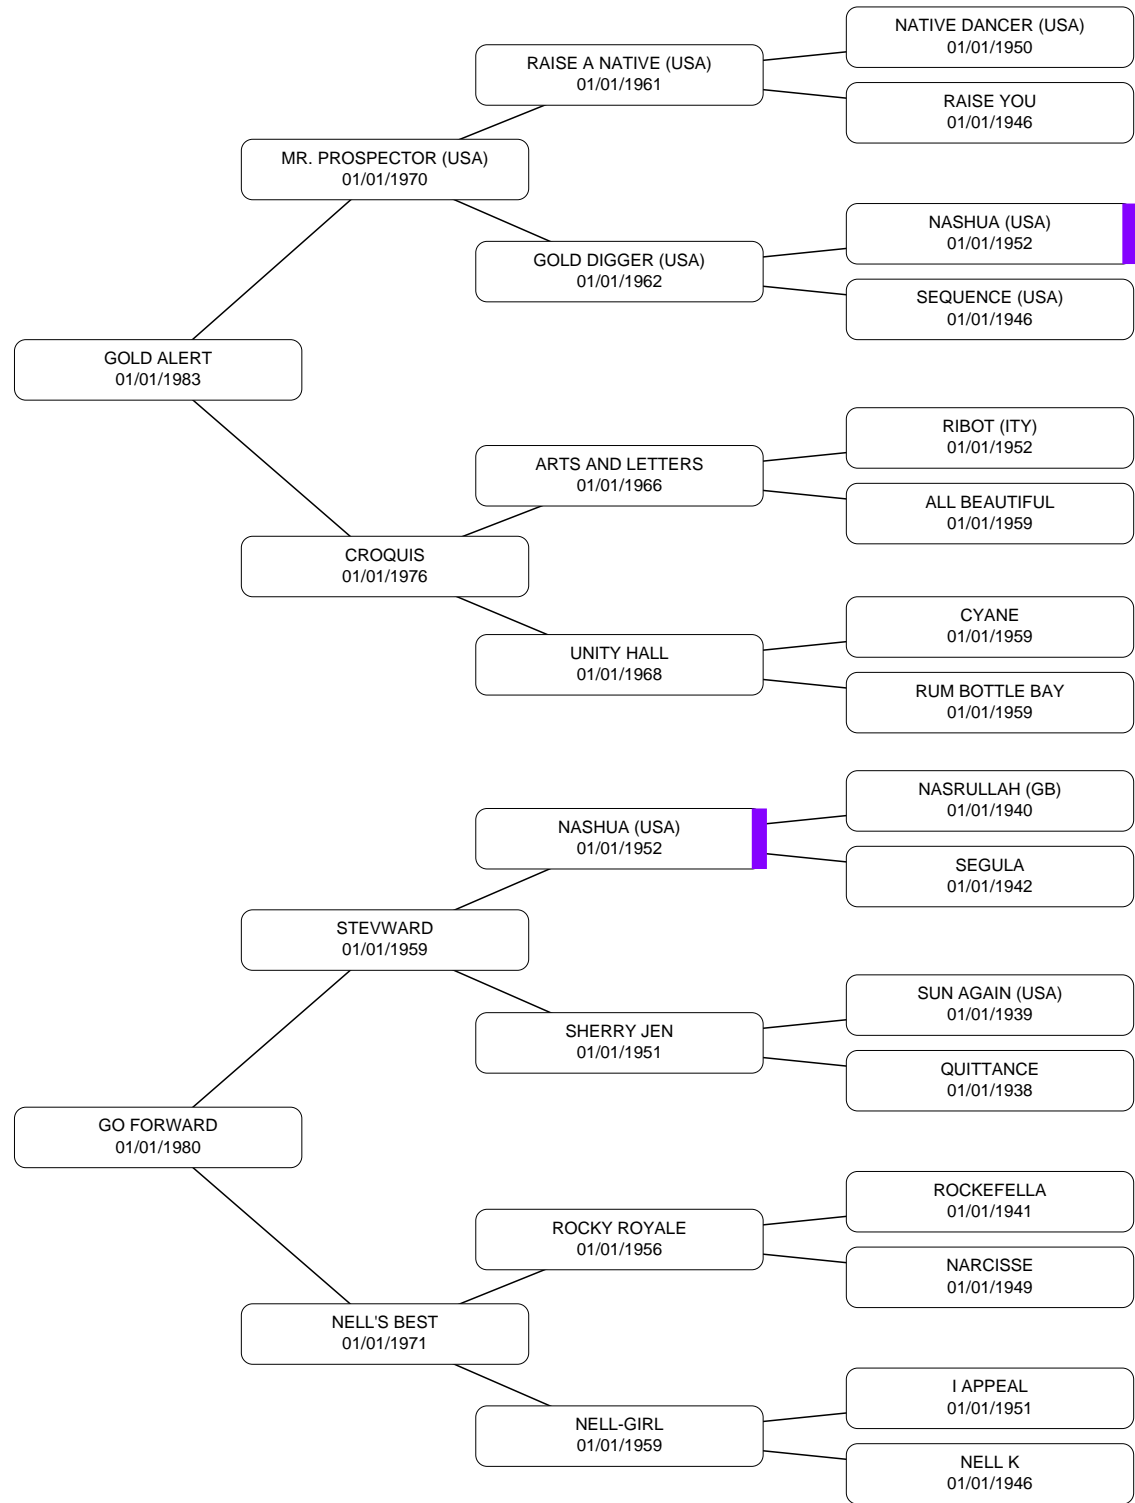 NATIVE DANCER (USA)
01/01/1950
RAISE A NATIVE (USA)
01/01/1961
RAISE YOU
01/01/1946
MR. PROSPECTOR (USA)
01/01/1970
NASHUA (USA)
01/01/1952
GOLD DIGGER (USA)
01/01/1962
SEQUENCE (USA)
01/01/1946
GOLD ALERT
01/01/1983
RIBOT (ITY)
01/01/1952
ARTS AND LETTERS
01/01/1966
ALL BEAUTIFUL
01/01/1959
CROQUIS
01/01/1976
CYANE
01/01/1959
UNITY HALL
01/01/1968
RUM BOTTLE BAY
01/01/1959
NASRULLAH (GB)
01/01/1940
NASHUA (USA)
01/01/1952
SEGULA
01/01/1942
STEVWARD
01/01/1959
SUN AGAIN (USA)
01/01/1939
SHERRY JEN
01/01/1951
QUITTANCE
01/01/1938
GO FORWARD
01/01/1980
ROCKEFELLA
01/01/1941
ROCKY ROYALE
01/01/1956
NARCISSE
01/01/1949
NELL'S BEST
01/01/1971
I APPEAL
01/01/1951
NELL-GIRL
01/01/1959
NELL K
01/01/1946